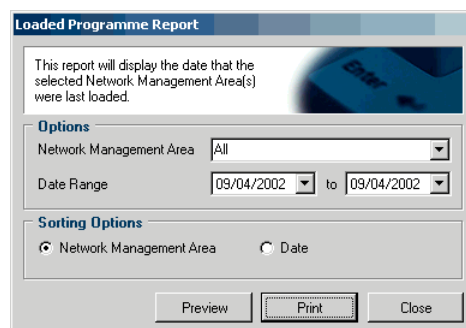 Loaded Programme Report
This report will display the date that the
selected Network Management Area(s)
were last loaded.
Enter
Options
Network Management Area All
Date Range 09/04/2002 to 09/04/2002
Sorting Options
Network Management Area Date
Preview Print Close